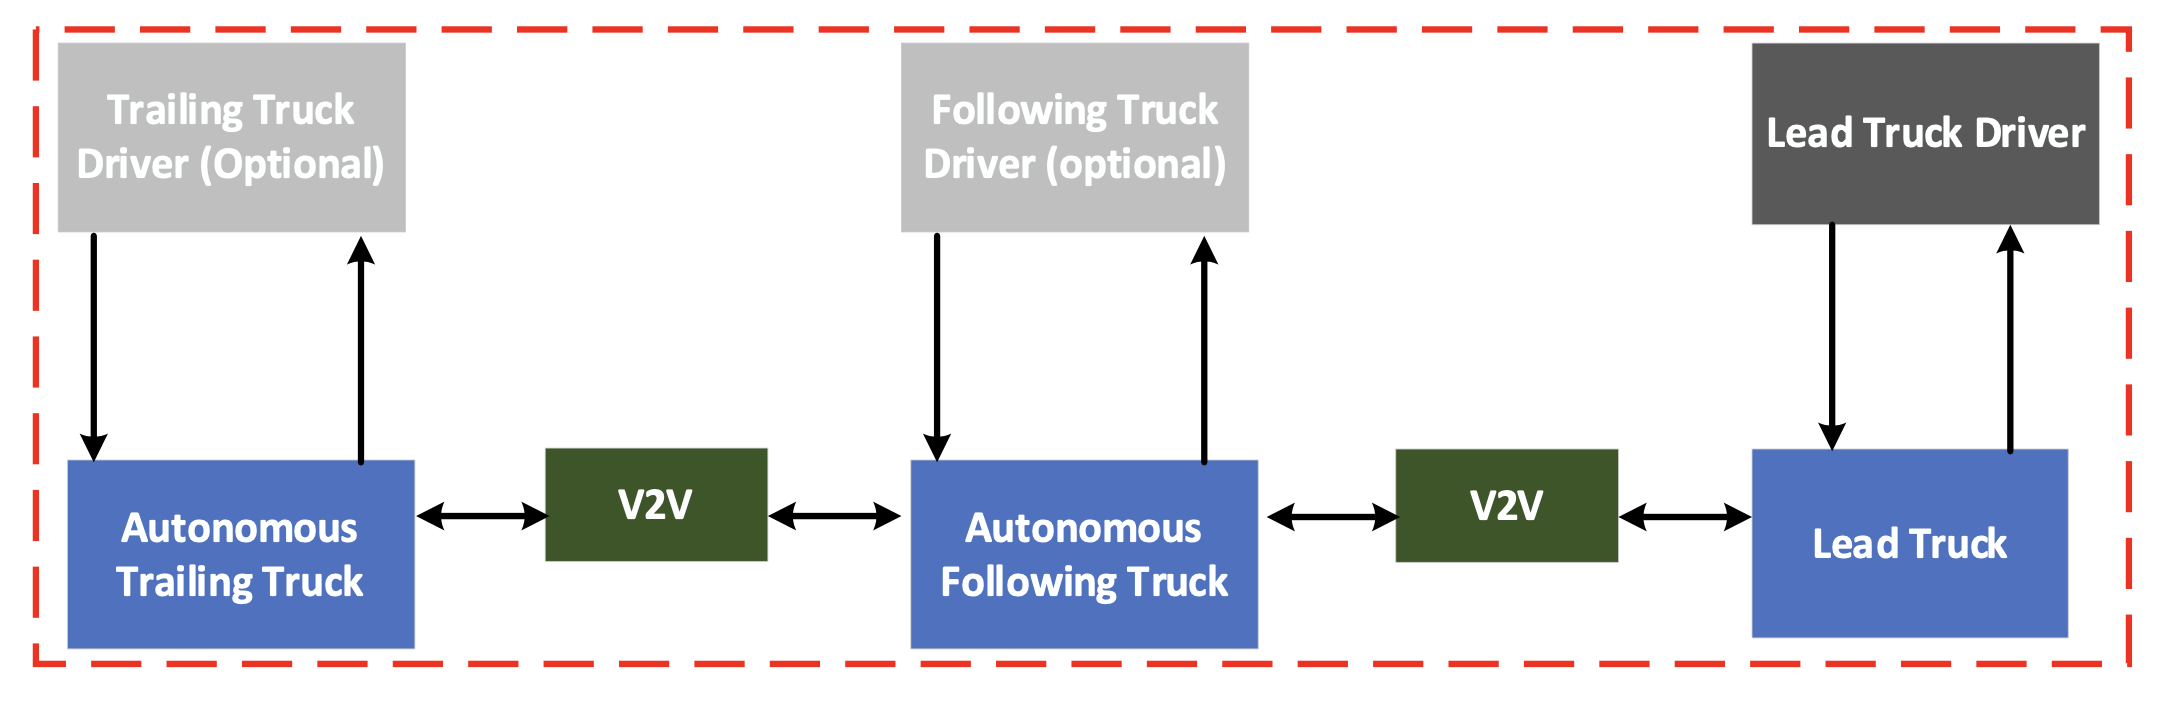 Trailing Truck
Driver (Optional)
Following Truck
Driver (optional)
Lead Truck Driver
Autonomous
Trailing Truck
V2V
Autonomous
Following Truck
V2V
Lead Truck